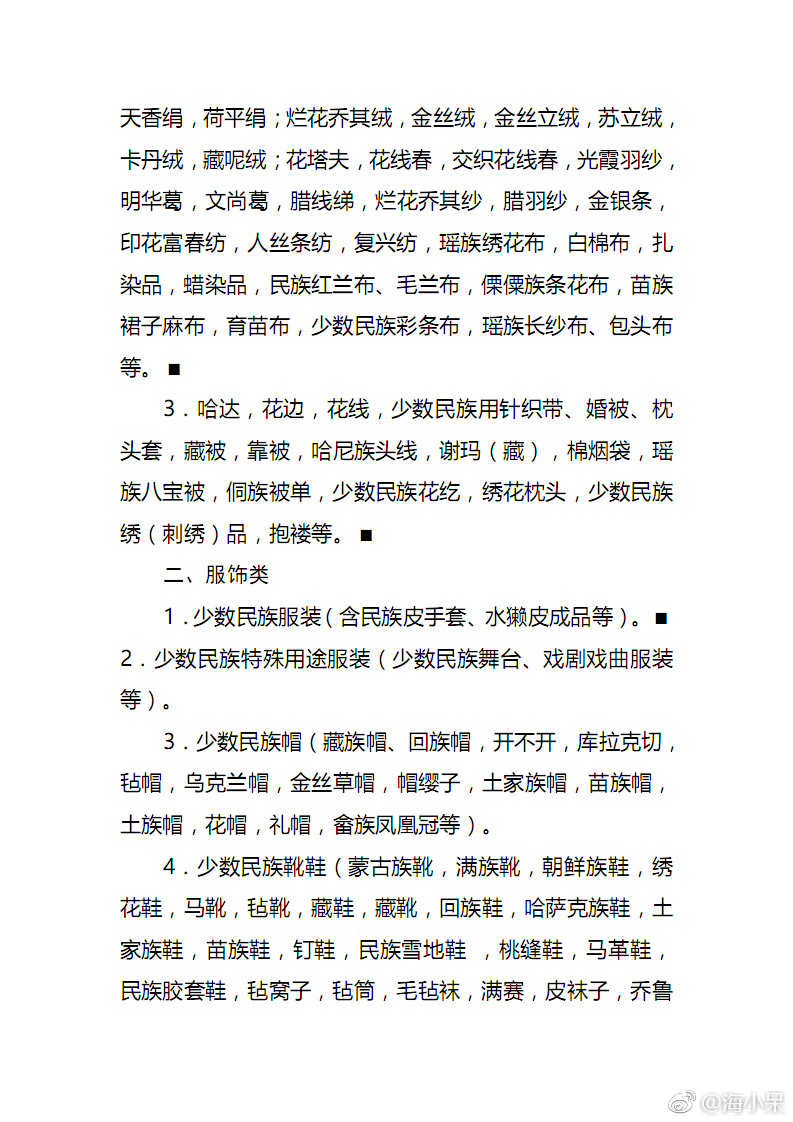 天香绢，荷平绢；烂花乔其绒，金丝绒，金丝立绒，苏立绒，
卡丹绒，藏呢绒；花塔夫，花线春，交织花线春，光霞羽纱，
明华葛，文尚葛，腊线绨，烂花乔其纱，腊羽纱，金银条，
印花富春纺，人丝条纺，复兴纺，瑶族绣花布，白棉布，扎
染品，蜡染品，民族红兰布、毛兰布，傈僳族条花布，苗族
裙子麻布，育苗布，少数民族彩条布，瑶族长纱布、包头布
等。 ■
3．哈达，花边，花线，少数民族用针织带、婚被、枕
头套，藏被，靠被，哈尼族头线，谢玛（藏），棉烟袋，瑶
族八宝被，侗族被单，少数民族花纥，绣花枕头，少数民族
绣（刺绣）品，抱褛等。 ■
二、服饰类
1．少数民族服装（含民族皮手套、水獭皮成品等）。 ■
2．少数民族特殊用途服装（少数民族舞台、戏剧戏曲服装
等）。
3．少数民族帽（藏族帽、回族帽，开不开，库拉克切，
毡帽，乌克兰帽，金丝草帽，帽缨子，土家族帽，苗族帽，
土族帽，花帽，礼帽，畲族凤凰冠等）。
4．少数民族靴鞋（蒙古族靴，满族靴，朝鲜族鞋，绣
花鞋，马靴，毡靴，藏鞋，藏靴，回族鞋，哈萨克族鞋，土
家族鞋，苗族鞋，钉鞋，民族雪地鞋 ，桃缝鞋，马革鞋，
民族胶套鞋，毡窝子，毡筒，毛毡袜，满赛，皮袜子，乔鲁
@海小呆